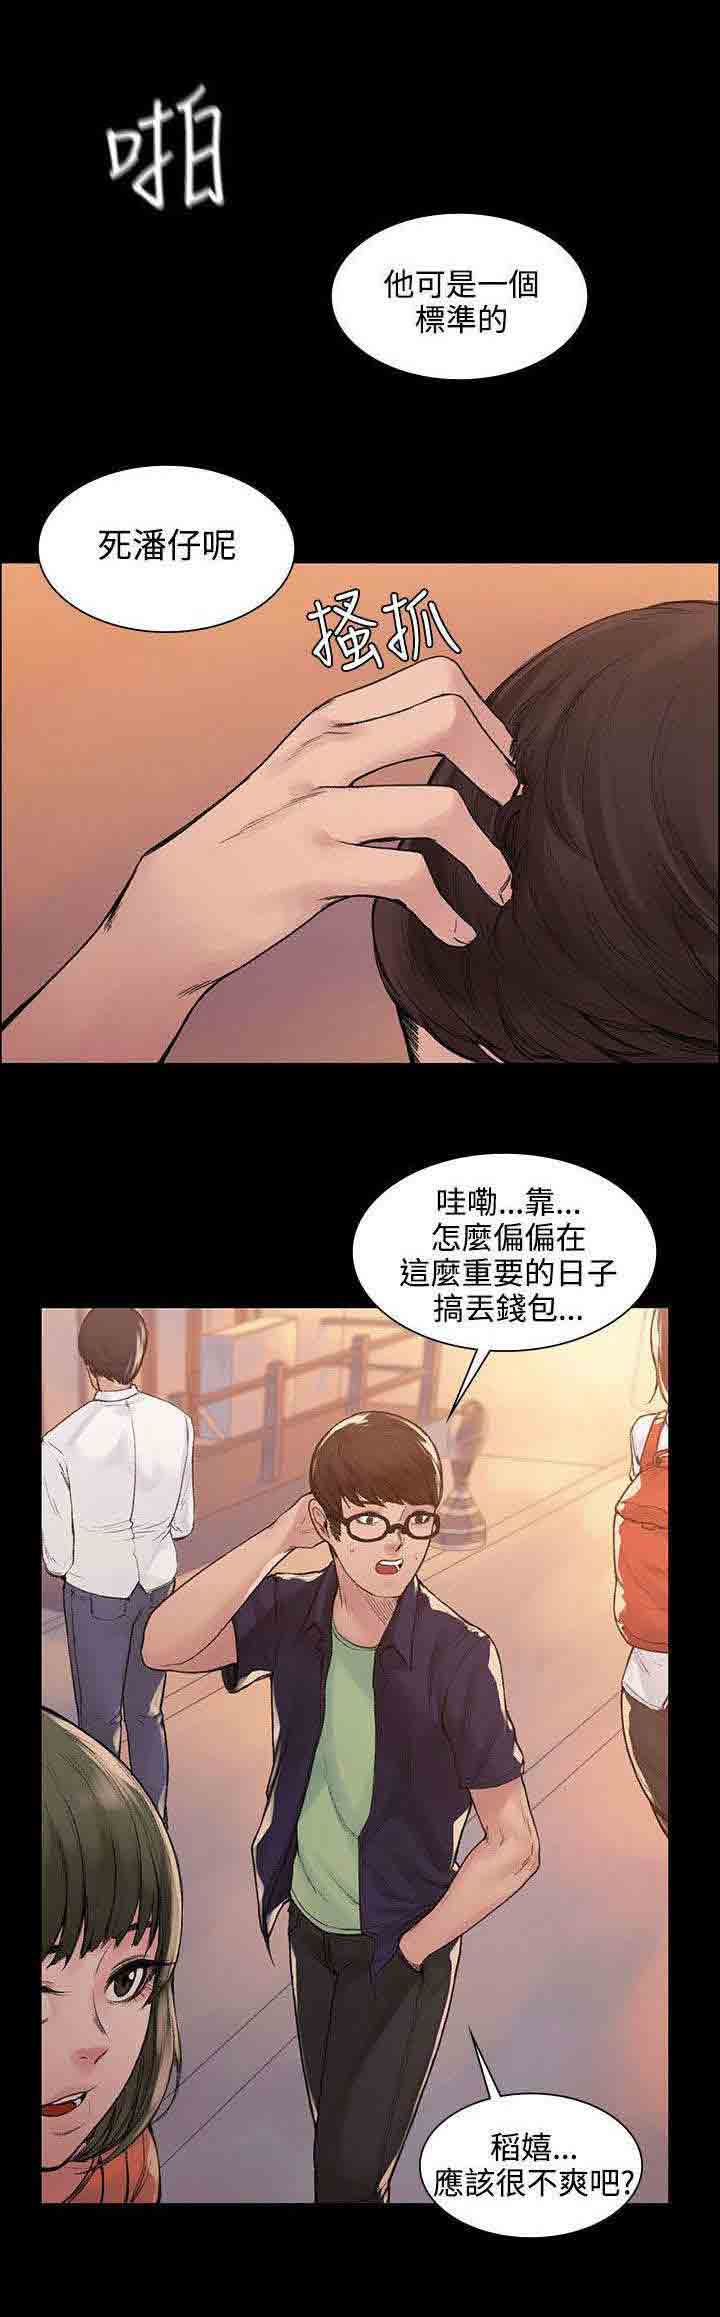 啪
他可是一個
標準的
死潘仔呢
搔抓
哇嘞...靠...
怎麼偏偏在
這麼重要的日子
搞丟錢包...
稻嬉...
應該很不爽吧?